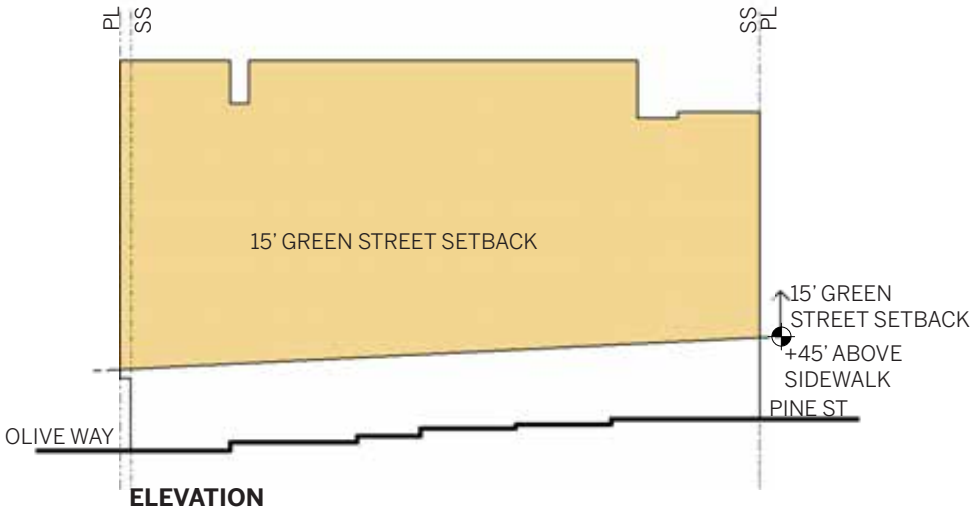 PL
SS
SS
PL
15’ GREEN STREET SETBACK
15’ GREEN
STREET SETBACK
+45’ ABOVE
SIDEWALK
PINE ST
OLIVE WAY
ELEVATION